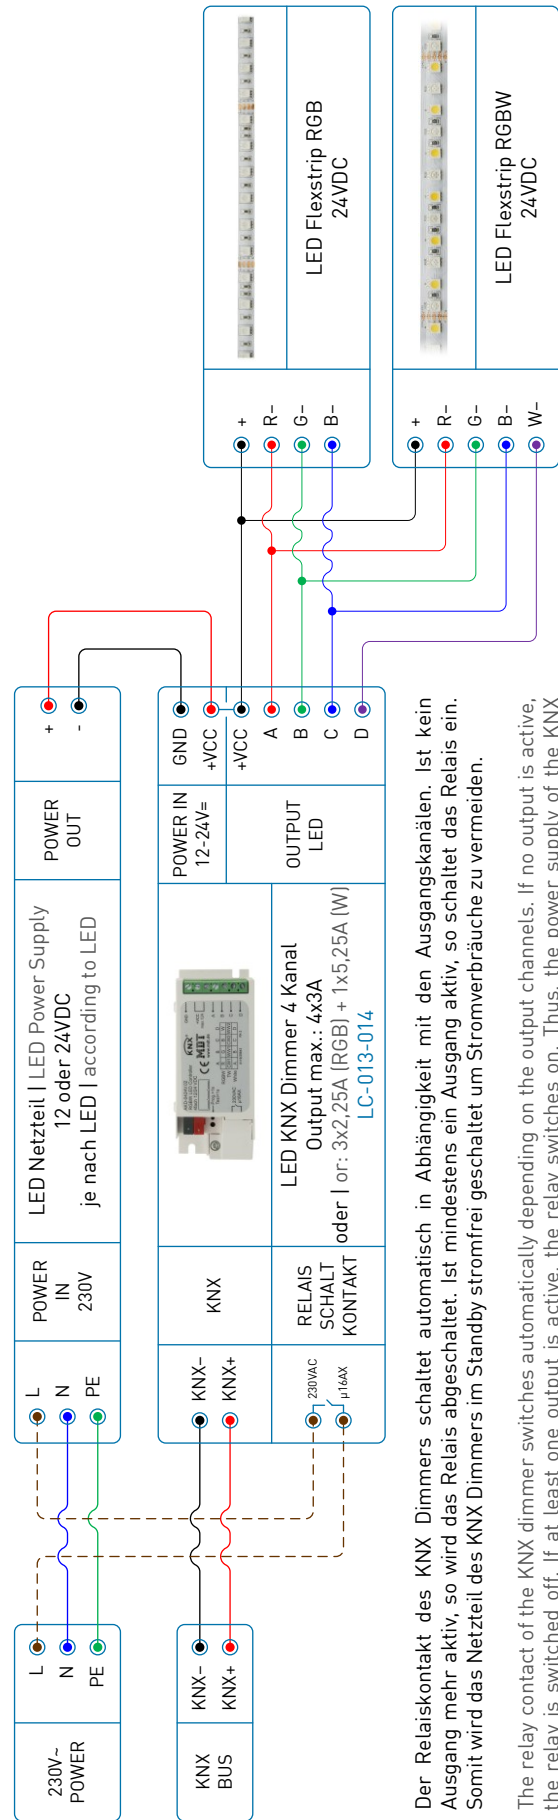 230V~
POWER
L
N
PE
L
N
PE
POWER
IN
230V
LED Netzteil | LED Power Supply
12 oder 24VDC
je nach LED | according to LED
POWER
OUT
+
-
KNX
BUS
KNX–
KNX+
KNX–
KNX+
KNX
230VAC
µ16AX
RELAIS
SCHALT
KONTAKT
LED KNX Dimmer 4 Kanal
Output max.: 4x3A
oder | or: 3x2,25A (RGB) + 1x5,25A (W)
LC-013-014
POWER IN
12-24V=
OUTPUT
LED
GND
+VCC
+VCC
A
B
C
D
+
R–
G–
B–
LED Flexstrip RGB
24VDC
+
R–
G–
B–
W–
LED Flexstrip RGBW
24VDC
Der Relaiskontakt des KNX Dimmers schaltet automatisch in Abhängigkeit mit den Ausgangskanälen. Ist kein
Ausgang mehr aktiv, so wird das Relais abgeschaltet. Ist mindestens ein Ausgang aktiv, so schaltet das Relais ein.
Somit wird das Netzteil des KNX Dimmers im Standby stromfrei geschaltet um Stromverbräuche zu vermeiden.
The relay contact of the KNX dimmer switches automatically depending on the output channels. If no output is active,
the relay is switched off. If at least one output is active, the relay switches on. Thus, the power supply of the KNX